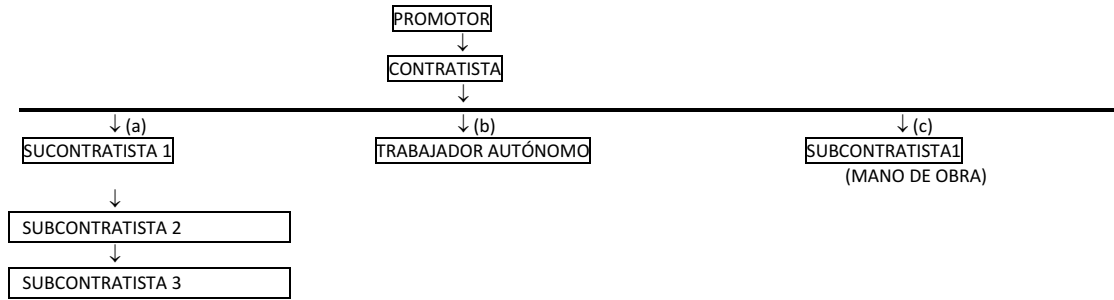 PROMOTOR
↓
CONTRATISTA
↓
↓ (a) ↓ (b) ↓ (c)
SUCONTRATISTA 1 TRABAJADOR AUTÓNOMO SUBCONTRATISTA1
(MANO DE OBRA)
↓
SUBCONTRATISTA 2
↓
SUBCONTRATISTA 3